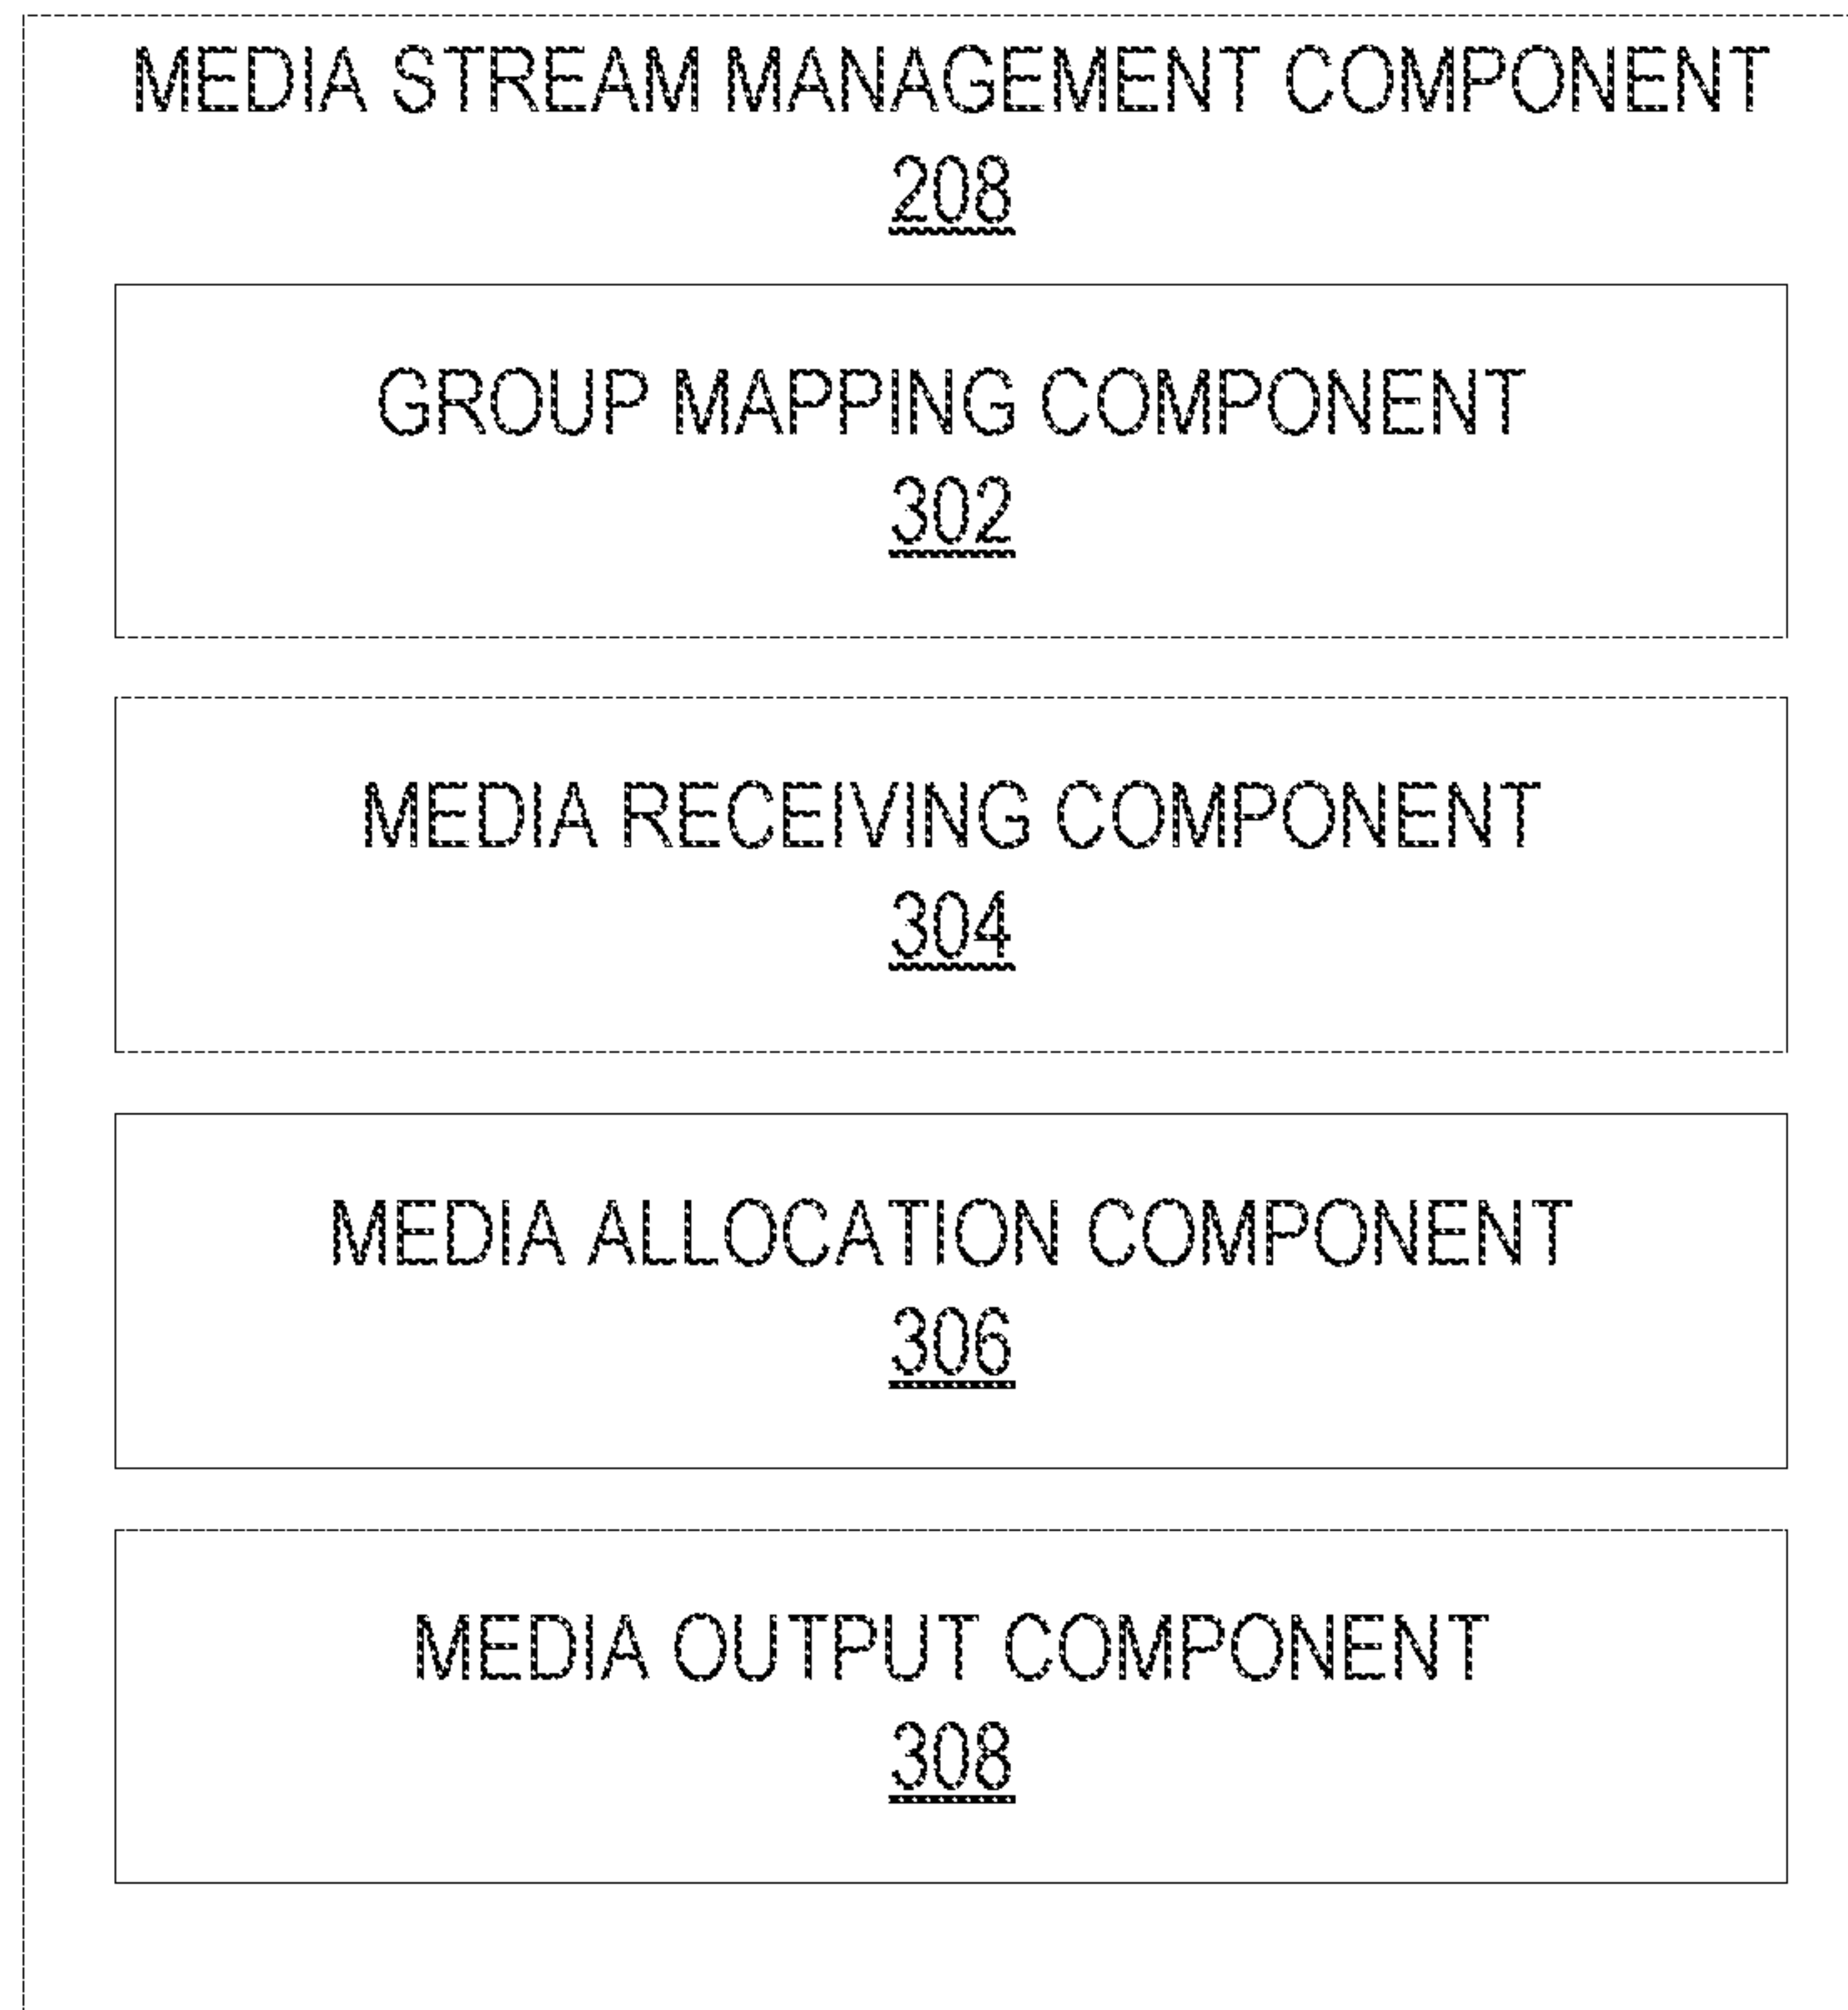 MEDIA STREAM MANAGEMENT COMPONENT
208
GROUP MAPPING COMPONENT
302
MEDIA RECEIVING COMPONENT
304
MEDIA ALLOCATION COMPONENT
306
MEDIA OUTPUT COMPONENT
308